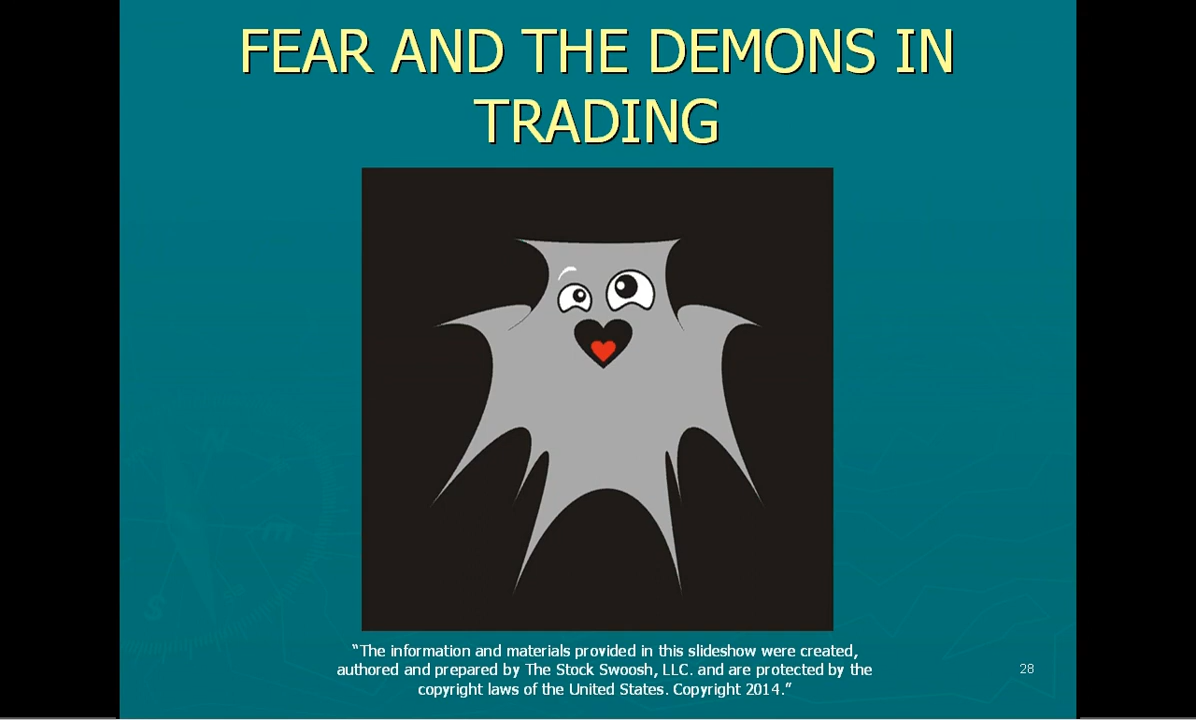 FEAR AND THE DEMONS IN
TRADING
“The information and materials provided in this slideshow were created,
authored and prepared by The Stock Swoosh, LLC. and are protected by the
copyright laws of the United States. Copyright 2014.”
28